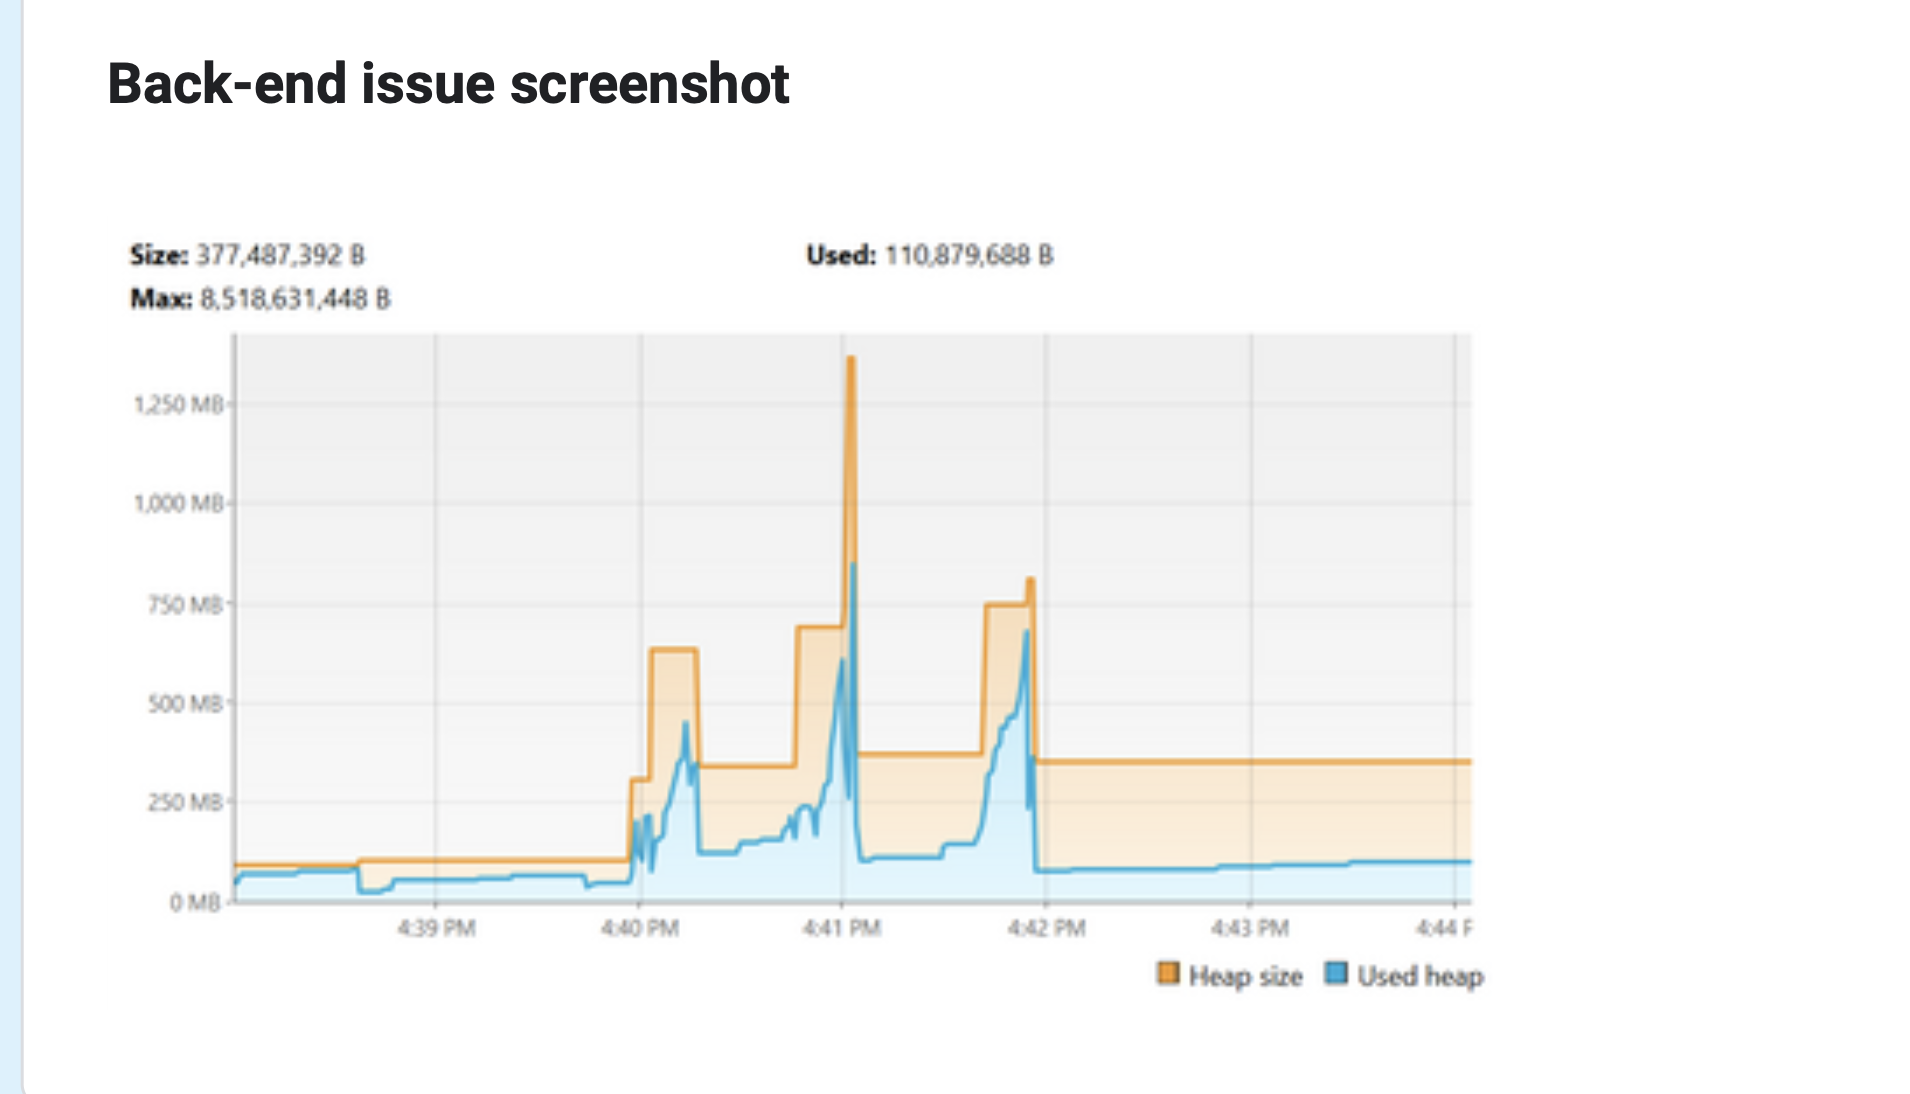 Back-end issue screenshot
Size: 377,487,392 B
Used: 110,879,688 B
Max: 8,518,631,448 B
1,250 MB
1,000 MB
750 MB
500 MB
250 MB
0 MB
4:39 PM
4:40 PM
4:41 PM
4:42 PM
4:43 PM
4:44 P
Heap size
Used heap